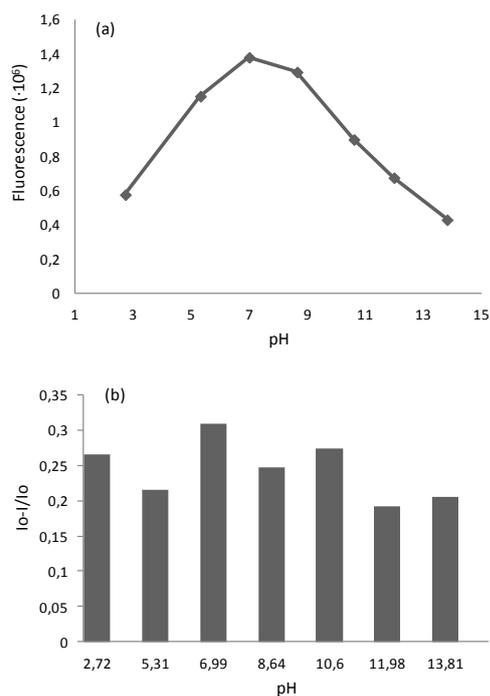 (a)
Fluorescence (·10⁶)
1,6
1,4
1,2
1
0,8
0,6
0,4
0,2
0
1 3 5 7 9 11 13 15
pH
(b)
Io-I/Io
0,35
0,3
0,25
0,2
0,15
0,1
0,05
0
2,72 5,31 6,99 8,64 10,6 11,98 13,81
pH